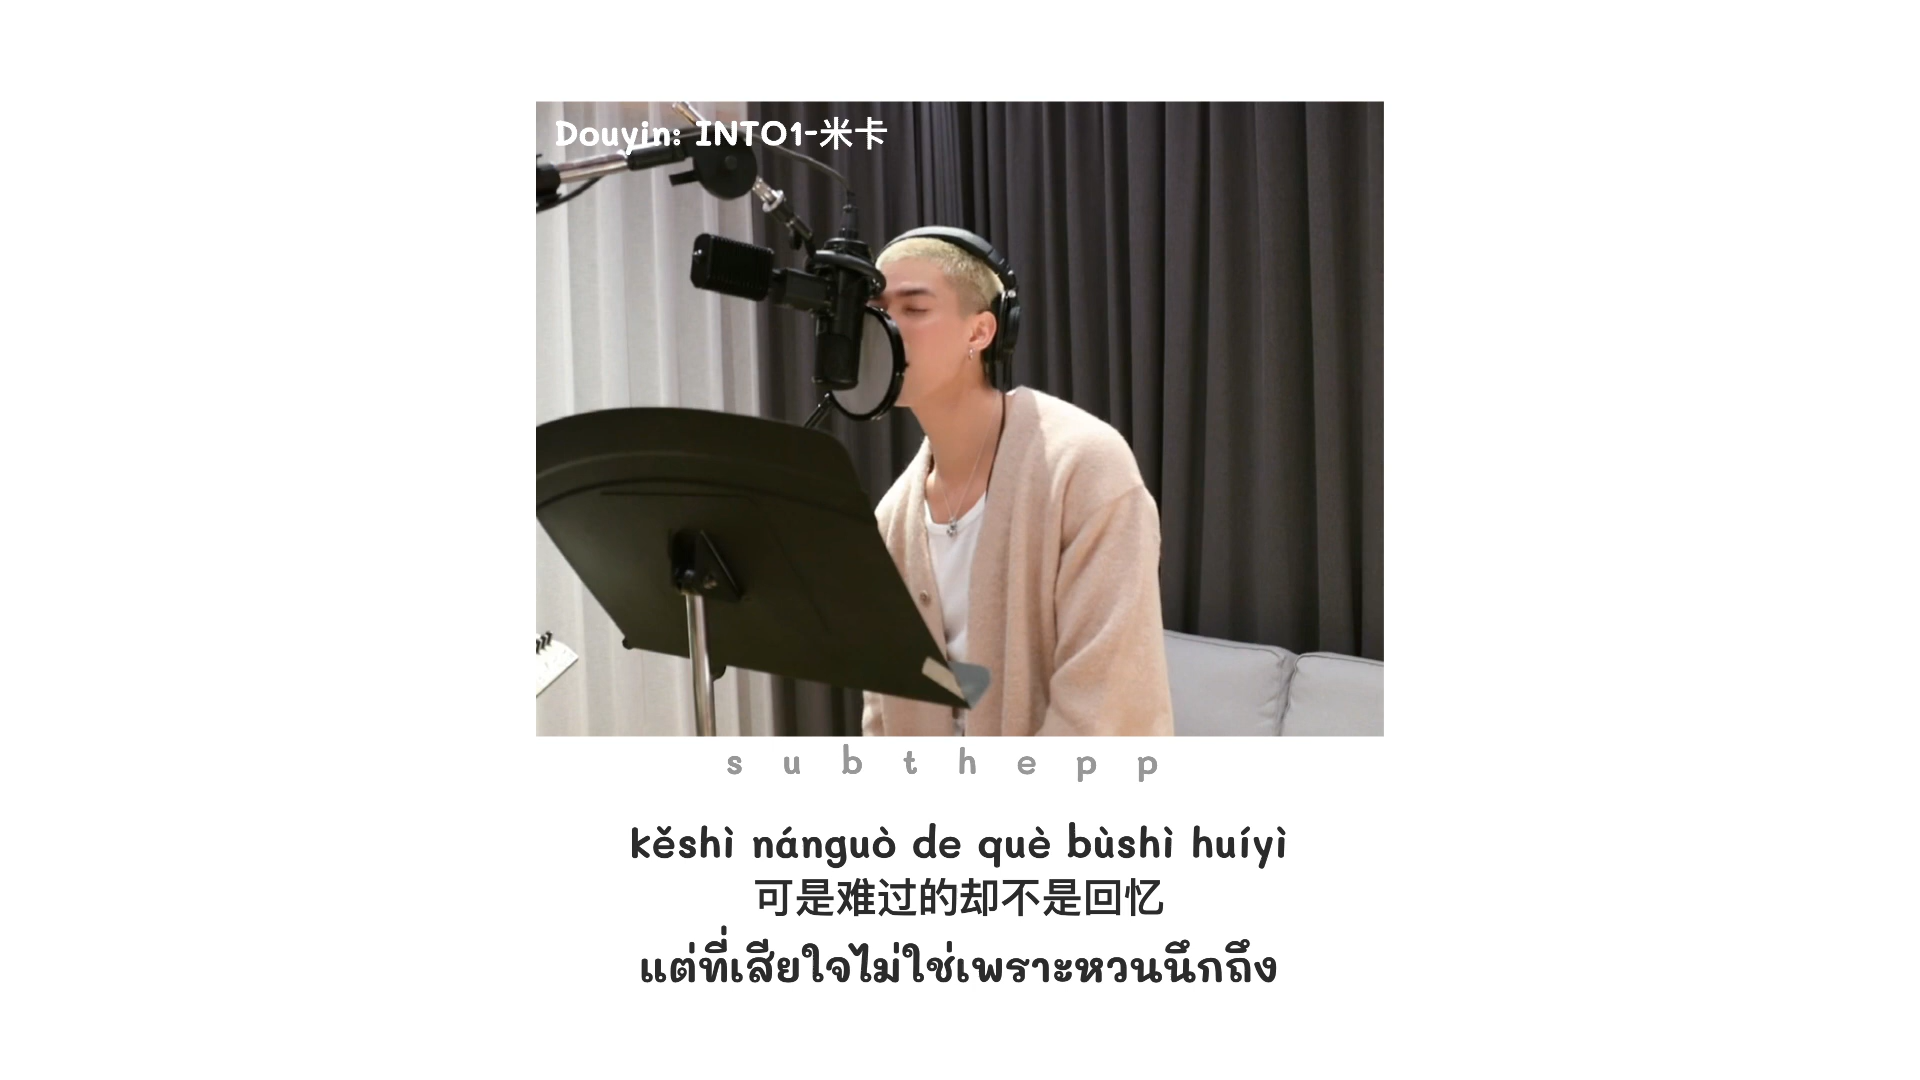 Douyin: INTO1-米卡
subthepp
kěshì nánguò de què bùshì huíyì
可是难过的却不是回忆
แต่ที่เสียใจไม่ใช่เพราะหวนนึกถึง